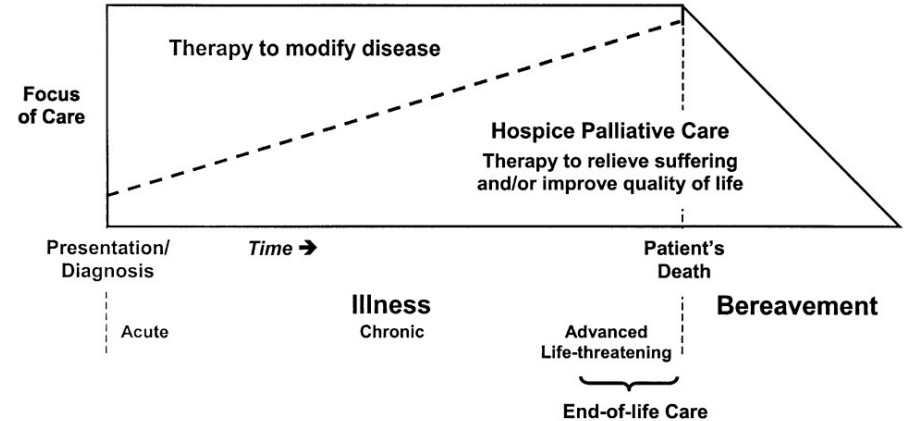 Therapy to modify disease
Focus
of Care
Hospice Palliative Care
Therapy to relieve suffering
and/or improve quality of life
Presentation/
Diagnosis
Time ➔
Patient's
Death
Illness
Bereavement
Acute
Chronic
Advanced
Life-threatening
End-of-life Care